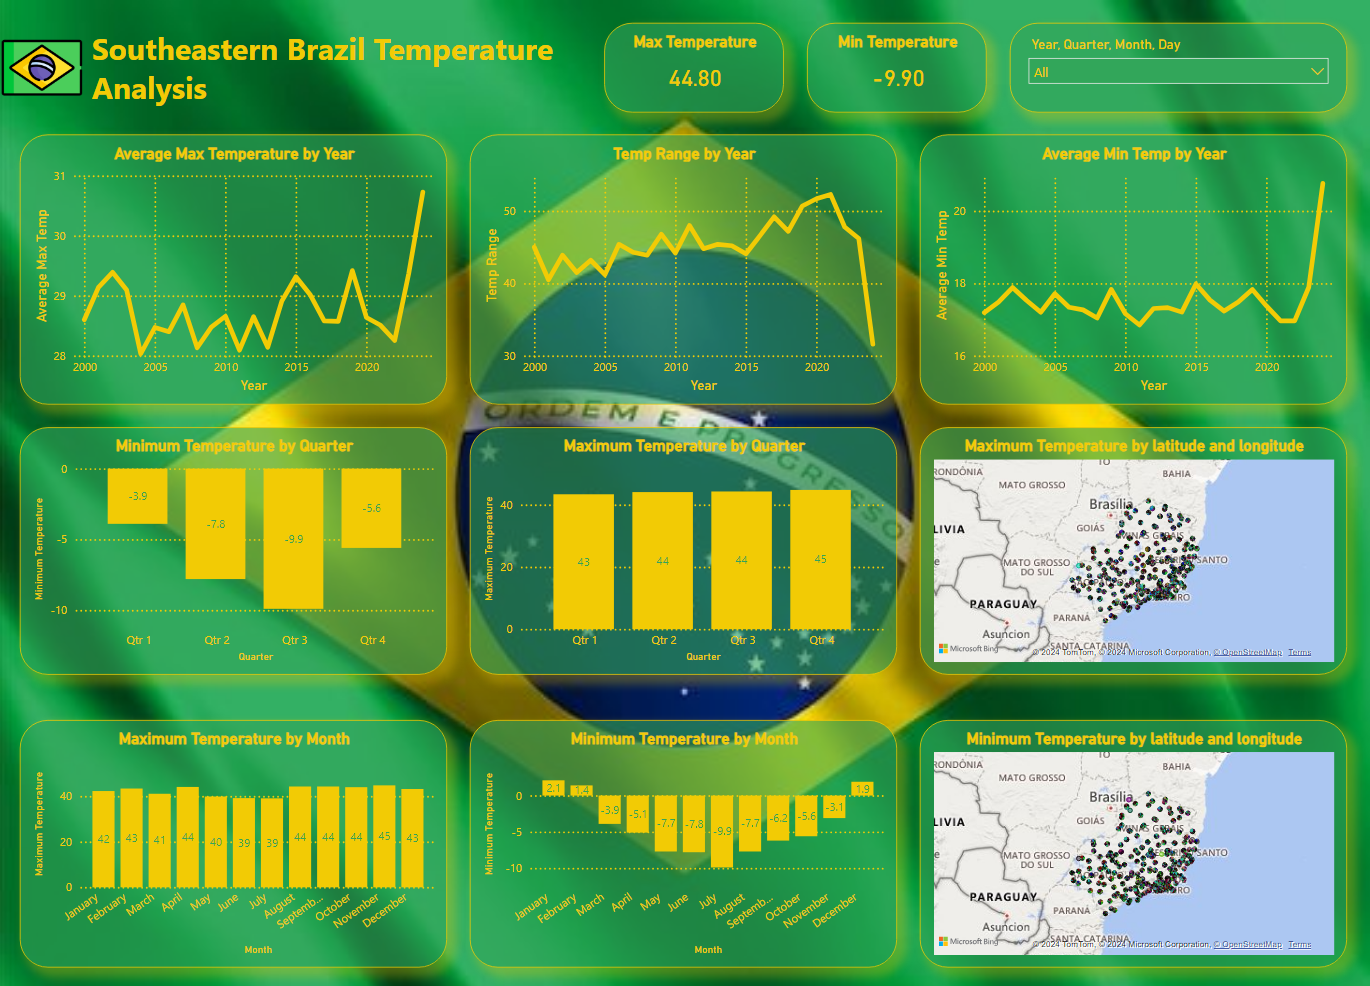 Southeastern Brazil Temperature
Analysis
Max Temperature
44.80
Min Temperature
-9.90
Year, Quarter, Month, Day
All
Average Max Temperature by Year
31
30
29
28
Average Max Temp
2000 2005 2010 2015 2020
Year
Temp Range by Year
50
40
30
Temp Range
2000 2005 2010 2015 2020
Year
Average Min Temp by Year
20
18
16
Average Min Temp
2000 2005 2010 2015 2020
Year
ORDEM E PROGRESSO
Minimum Temperature by Quarter
0
-5
-10
Minimum Temperature
-3.9 -7.8 -9.9 -5.6
Qtr 1 Qtr 2 Qtr 3 Qtr 4
Quarter
Maximum Temperature by Quarter
40
20
0
Maximum Temperature
43 44 44 45
Qtr 1 Qtr 2 Qtr 3 Qtr 4
Quarter
Maximum Temperature by latitude and longitude
RONDÔNIA
TO
BAHIA
MATO GROSSO
Brasília
LIVIA
GOIÁS
MINAS GERAIS
MATO GROSSO
DO SUL
SANTO
PARAGUAY
PARANÁ
Asuncion
SANTA CATARINA
Microsoft Bing
© 2024 TomTom, © 2024 Microsoft Corporation, © OpenStreetMap Terms
Maximum Temperature by Month
40
20
0
Maximum Temperature
42 43 41 44 40 39 39 44 44 44 45 43
January February March April May June July August Septemb... October November December
Month
Minimum Temperature by Month
0
-5
-10
Minimum Temperature
2.1 1.4 -3.9 -5.1 -7.7 -7.8 -9.9 -7.7 -6.2 -5.6 -3.1 1.9
January February March April May June July August Septemb... October November December
Month
Minimum Temperature by latitude and longitude
RONDÔNIA
TO
BAHIA
MATO GROSSO
Brasília
LIVIA
GOIÁS
MINAS GERAIS
MATO GROSSO
DO SUL
SANTO
PARAGUAY
PARANÁ
Asuncion
SANTA CATARINA
Microsoft Bing
© 2024 TomTom, © 2024 Microsoft Corporation, © OpenStreetMap Terms